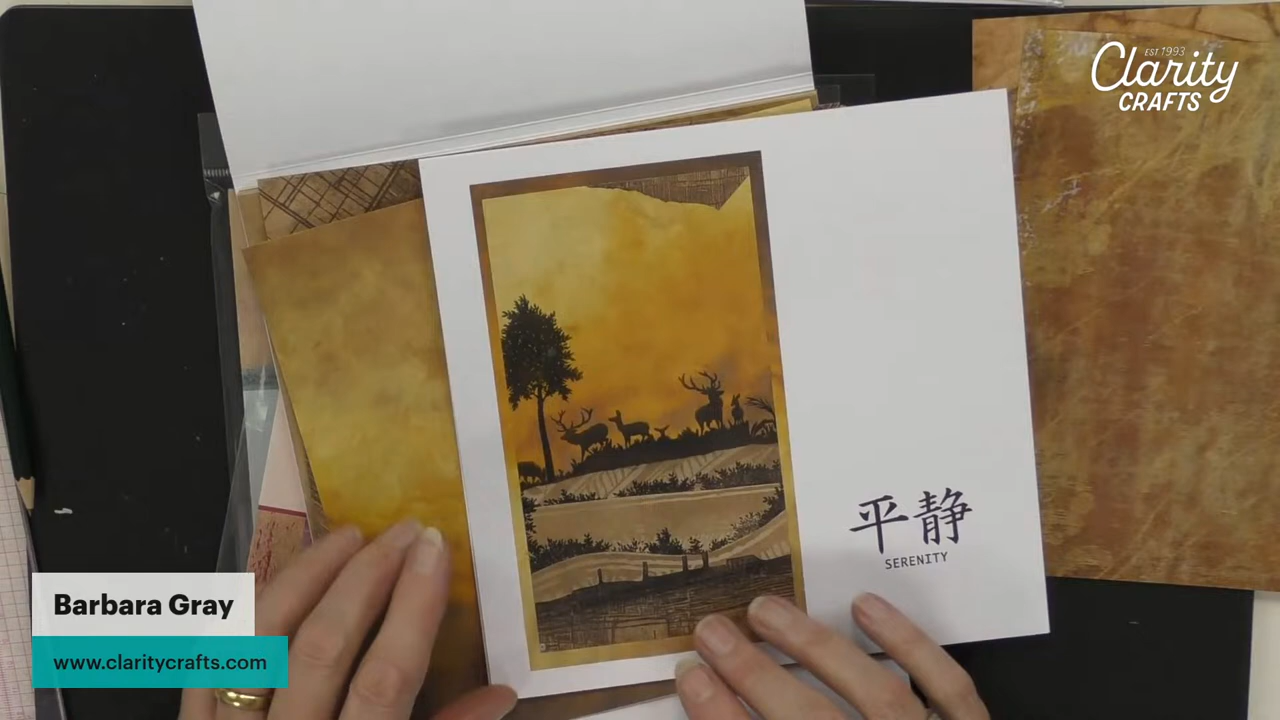 EST 1993
Clarity
CRAFTS
平静
SERENITY
Barbara Gray
www.claritycrafts.com